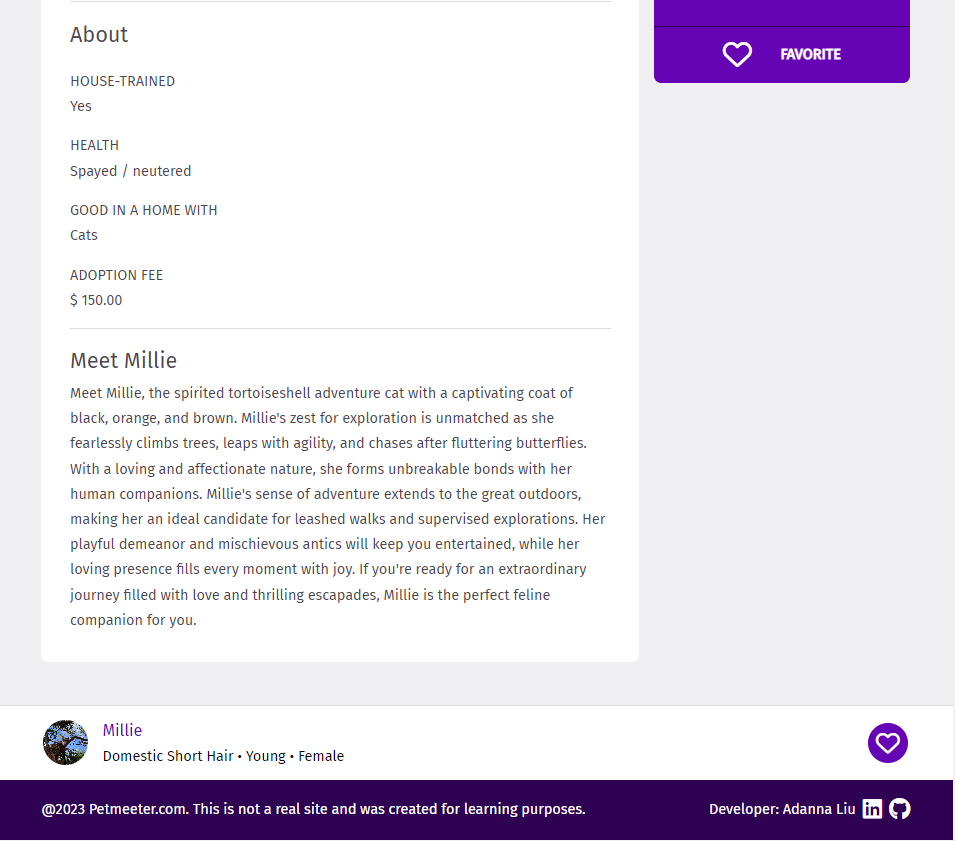 About
HOUSE-TRAINED
Yes
HEALTH
Spayed / neutered
GOOD IN A HOME WITH
Cats
ADOPTION FEE
$ 150.00
Meet Millie
Meet Millie, the spirited tortoiseshell adventure cat with a captivating coat of
black, orange, and brown. Millie's zest for exploration is unmatched as she
fearlessly climbs trees, leaps with agility, and chases after fluttering butterflies.
With a loving and affectionate nature, she forms unbreakable bonds with her
human companions. Millie's sense of adventure extends to the great outdoors,
making her an ideal candidate for leashed walks and supervised explorations. Her
playful demeanor and mischievous antics will keep you entertained, while her
loving presence fills every moment with joy. If you're ready for an extraordinary
journey filled with love and thrilling escapades, Millie is the perfect feline
companion for you.
FAVORITE
Millie
Domestic Short Hair • Young • Female
@2023 Petmeeter.com. This is not a real site and was created for learning purposes.
Developer: Adanna Liu in